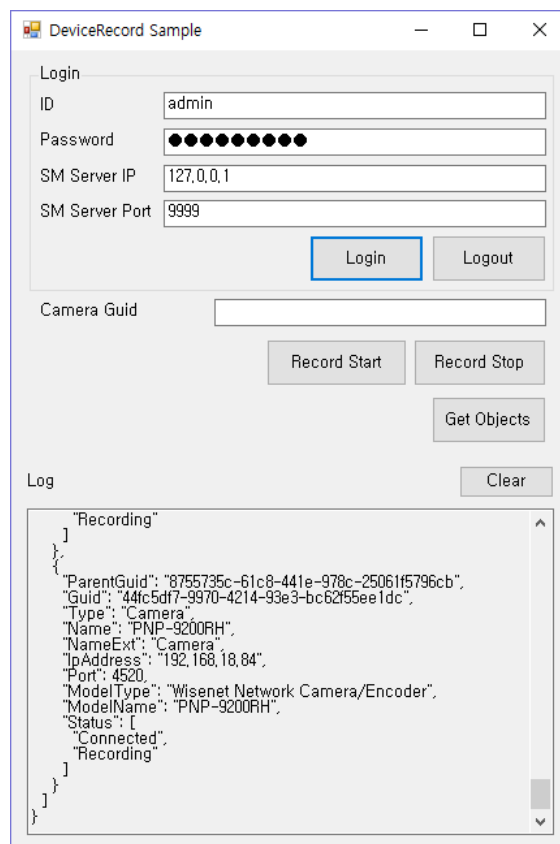 DeviceRecord Sample
Login
ID admin
Password ●●●●●●●●●
SM Server IP 127,0,0,1
SM Server Port 9999
Login Logout
Camera Guid
Record Start Record Stop
Get Objects
Log Clear
"Recording"
]
},
{
"ParentGuid": "8755735c-61c8-441e-978c-25061f5796cb",
"Guid": "44fc5df7-9970-4214-93e3-bc62f55ee1dc",
"Type": "Camera",
"Name": "PNP-9200RH",
"NameExt": "Camera",
"IpAddress": "192,168,18,84",
"Port": 4520,
"ModelType": "Wisenet Network Camera/Encoder",
"ModelName": "PNP-9200RH",
"Status": [
"Connected",
"Recording"
]
}
]
}